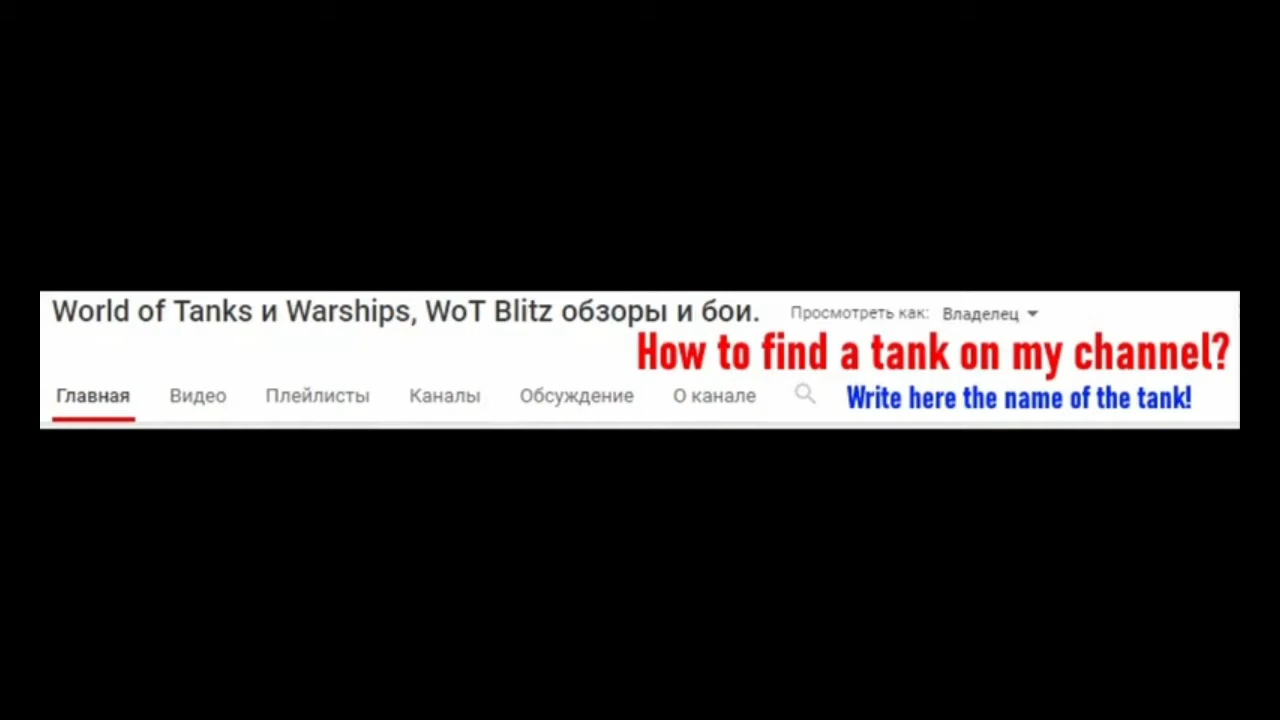 World of Tanks и Warships, WoT Blitz обзоры и бои. Просмотреть как: Владелец
How to find a tank on my channel?
Главная Видео Плейлисты Каналы Обсуждение О канале Write here the name of the tank!